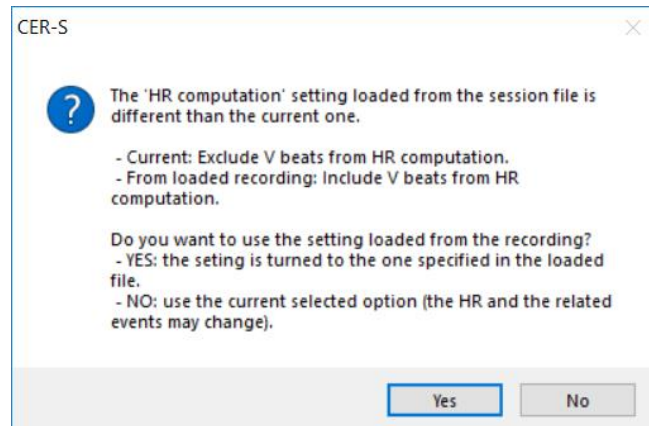 CER-S
The 'HR computation' setting loaded from the session file is
different than the current one.
- Current: Exclude V beats from HR computation.
- From loaded recording: Include V beats from HR
computation.
Do you want to use the setting loaded from the recording?
- YES: the seting is turned to the one specified in the loaded
file.
- NO: use the current selected option (the HR and the related
events may change).
Yes No